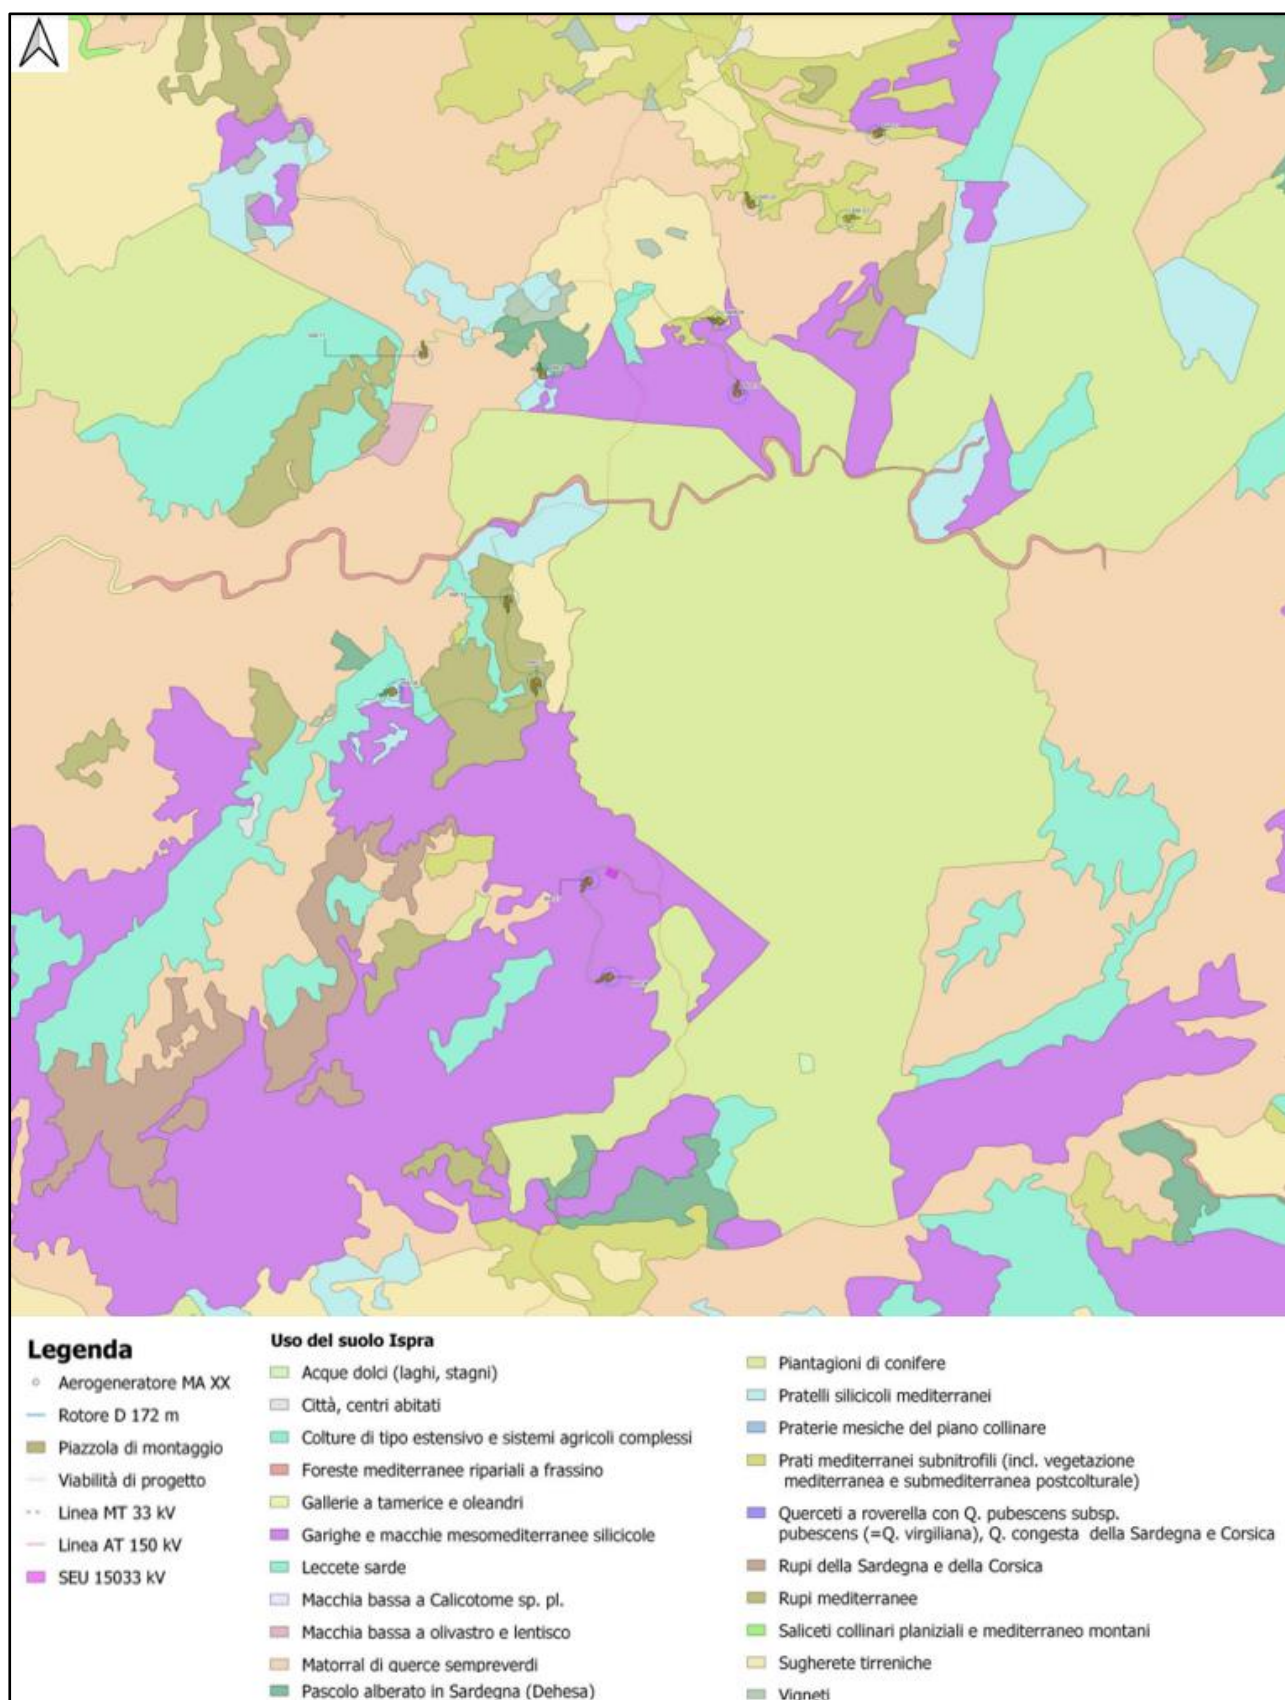 Legenda
Aerogeneratore MA XX
Rotore D 172 m
Piazzola di montaggio
Viabilità di progetto
Linea MT 33 kV
Linea AT 150 kV
SEU 15033 kV
Uso del suolo Ispra
Acque dolci (laghi, stagni)
Città, centri abitati
Colture di tipo estensivo e sistemi agricoli complessi
Foreste mediterranee ripariali a frassino
Gallerie a tamerice e oleandri
Garighe e macchie mesomediterranee silicicole
Leccete sarde
Macchia bassa a Calicotome sp. pl.
Macchia bassa a olivastro e lentisco
Matorral di querce sempreverdi
Pascolo alberato in Sardegna (Dehesa)
Piantagioni di conifere
Pratelli silicicoli mediterranei
Praterie mesiche del piano collinare
Prati mediterranei subnitrofili (incl. vegetazione
mediterranea e submediterranea postcolturale)
Querceti a roverella con Q. pubescens subsp.
pubescens (=Q. virgiliana), Q. congesta della Sardegna e Corsica
Rupi della Sardegna e della Corsica
Rupi mediterranee
Saliceti collinari planiziali e mediterraneo montani
Sugherete tirreniche
Vigneti